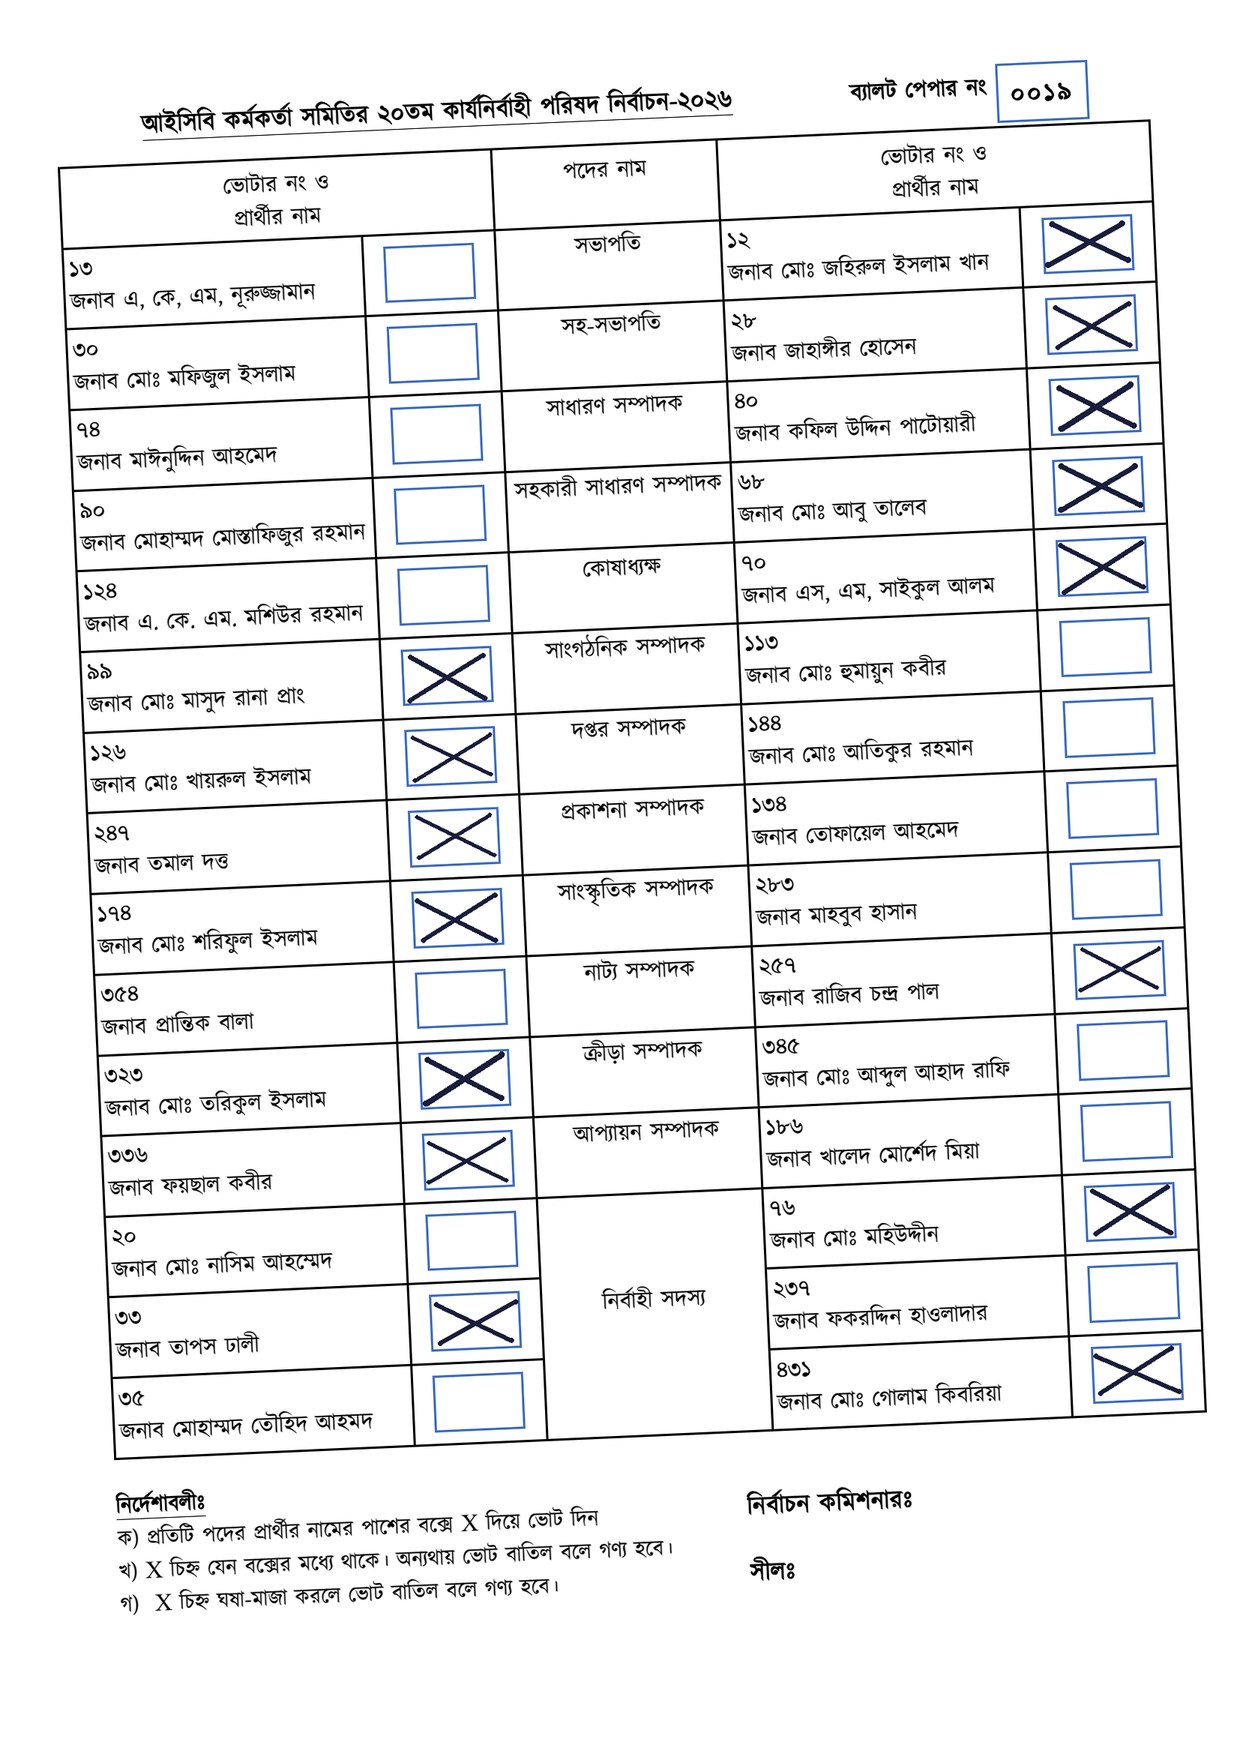 আইসিবি কর্মকর্তা সমিতির ২০তম কার্যনির্বাহী পরিষদ নির্বাচন-২০২৬
ব্যালট পেপার নং ০০১৯
ভোটার নং ও
প্রার্থীর নাম
পদের নাম
ভোটার নং ও
প্রার্থীর নাম
১৩
জনাব এ, কে, এম, নূরুজ্জামান
সভাপতি
১২
জনাব মোঃ জহিরুল ইসলাম খান
X
৩০
জনাব মোঃ মফিজুল ইসলাম
সহ-সভাপতি
২৮
জনাব জাহাঙ্গীর হোসেন
X
৭৪
জনাব মাঈনুদ্দিন আহমেদ
সাধারণ সম্পাদক
৪০
জনাব কফিল উদ্দিন পাটোয়ারী
X
৯০
জনাব মোহাম্মদ মোস্তাফিজুর রহমান
সহকারী সাধারণ সম্পাদক
৬৮
জনাব মোঃ আবু তালেব
X
১২৪
জনাব এ. কে. এম. মশিউর রহমান
কোষাধ্যক্ষ
৭০
জনাব এস, এম, সাইকুল আলম
X
৯৯
জনাব মোঃ মাসুদ রানা প্রাং
X
সাংগঠনিক সম্পাদক
১১৩
জনাব মোঃ হুমায়ুন কবীর
১২৬
জনাব মোঃ খায়রুল ইসলাম
X
দপ্তর সম্পাদক
১৪৪
জনাব মোঃ আতিকুর রহমান
২৪৭
জনাব তমাল দত্ত
X
প্রকাশনা সম্পাদক
১৩৪
জনাব তোফায়েল আহমেদ
১৭৪
জনাব মোঃ শরিফুল ইসলাম
X
সাংস্কৃতিক সম্পাদক
২৮৩
জনাব মাহবুব হাসান
৩৫৪
জনাব প্রান্তিক বালা
নাট্য সম্পাদক
২৫৭
জনাব রাজিব চন্দ্র পাল
X
৩২৩
জনাব মোঃ তরিকুল ইসলাম
X
ক্রীড়া সম্পাদক
৩৪৫
জনাব মোঃ আব্দুল আহাদ রাফি
৩৩৬
জনাব ফয়ছাল কবীর
X
আপ্যায়ন সম্পাদক
১৮৬
জনাব খালেদ মোর্শেদ মিয়া
২০
জনাব মোঃ নাসিম আহম্মেদ
নির্বাহী সদস্য
৭৬
জনাব মোঃ মহিউদ্দীন
X
৩৩
জনাব তাপস ঢালী
X
২৩৭
জনাব ফকরদ্দিন হাওলাদার
৩৫
জনাব মোহাম্মদ তৌহিদ আহমদ
৪৩১
জনাব মোঃ গোলাম কিবরিয়া
X
নির্দেশাবলীঃ
ক) প্রতিটি পদের প্রার্থীর নামের পাশের বক্সে X দিয়ে ভোট দিন
খ) X চিহ্ন যেন বক্সের মধ্যে থাকে। অন্যথায় ভোট বাতিল বলে গণ্য হবে।
গ) X চিহ্ন ঘষা-মাজা করলে ভোট বাতিল বলে গণ্য হবে।
নির্বাচন কমিশনারঃ
সীলঃ